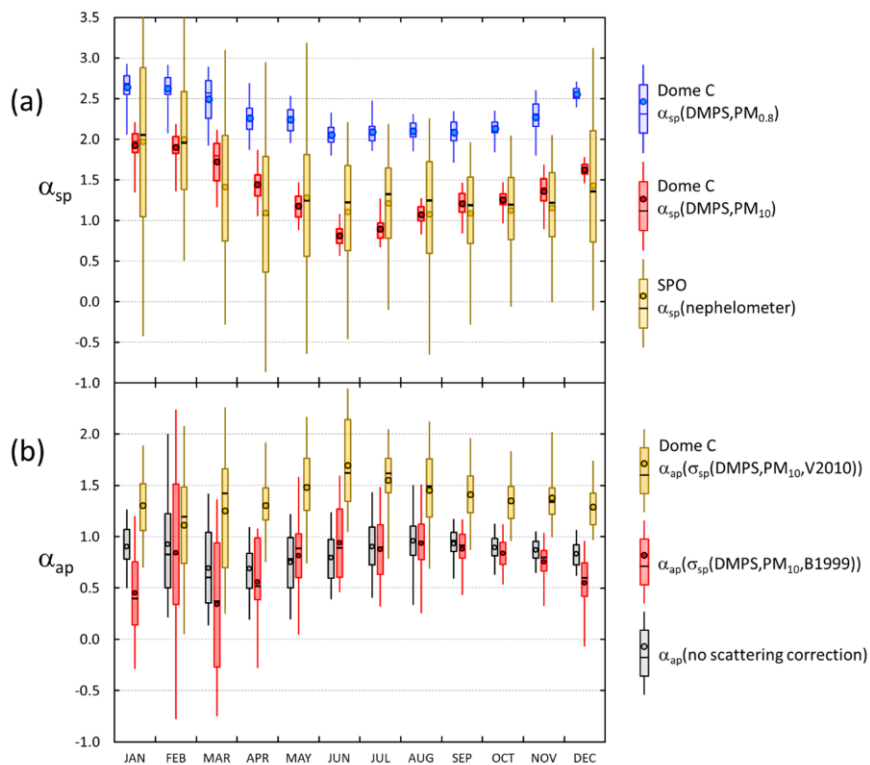 (a)
αsp
3.5
3.0
2.5
2.0
1.5
1.0
0.5
0.0
-0.5
-1.0
Dome C
αsp(DMPS,PM0.8)
Dome C
αsp(DMPS,PM10)
SPO
αsp(nephelometer)
(b)
αap
2.0
1.5
1.0
0.5
0.0
-0.5
-1.0
JAN FEB MAR APR MAY JUN JUL AUG SEP OCT NOV DEC
Dome C
αap(σsp(DMPS,PM10,V2010))
αap(σsp(DMPS,PM10,B1999))
αap(no scattering correction)